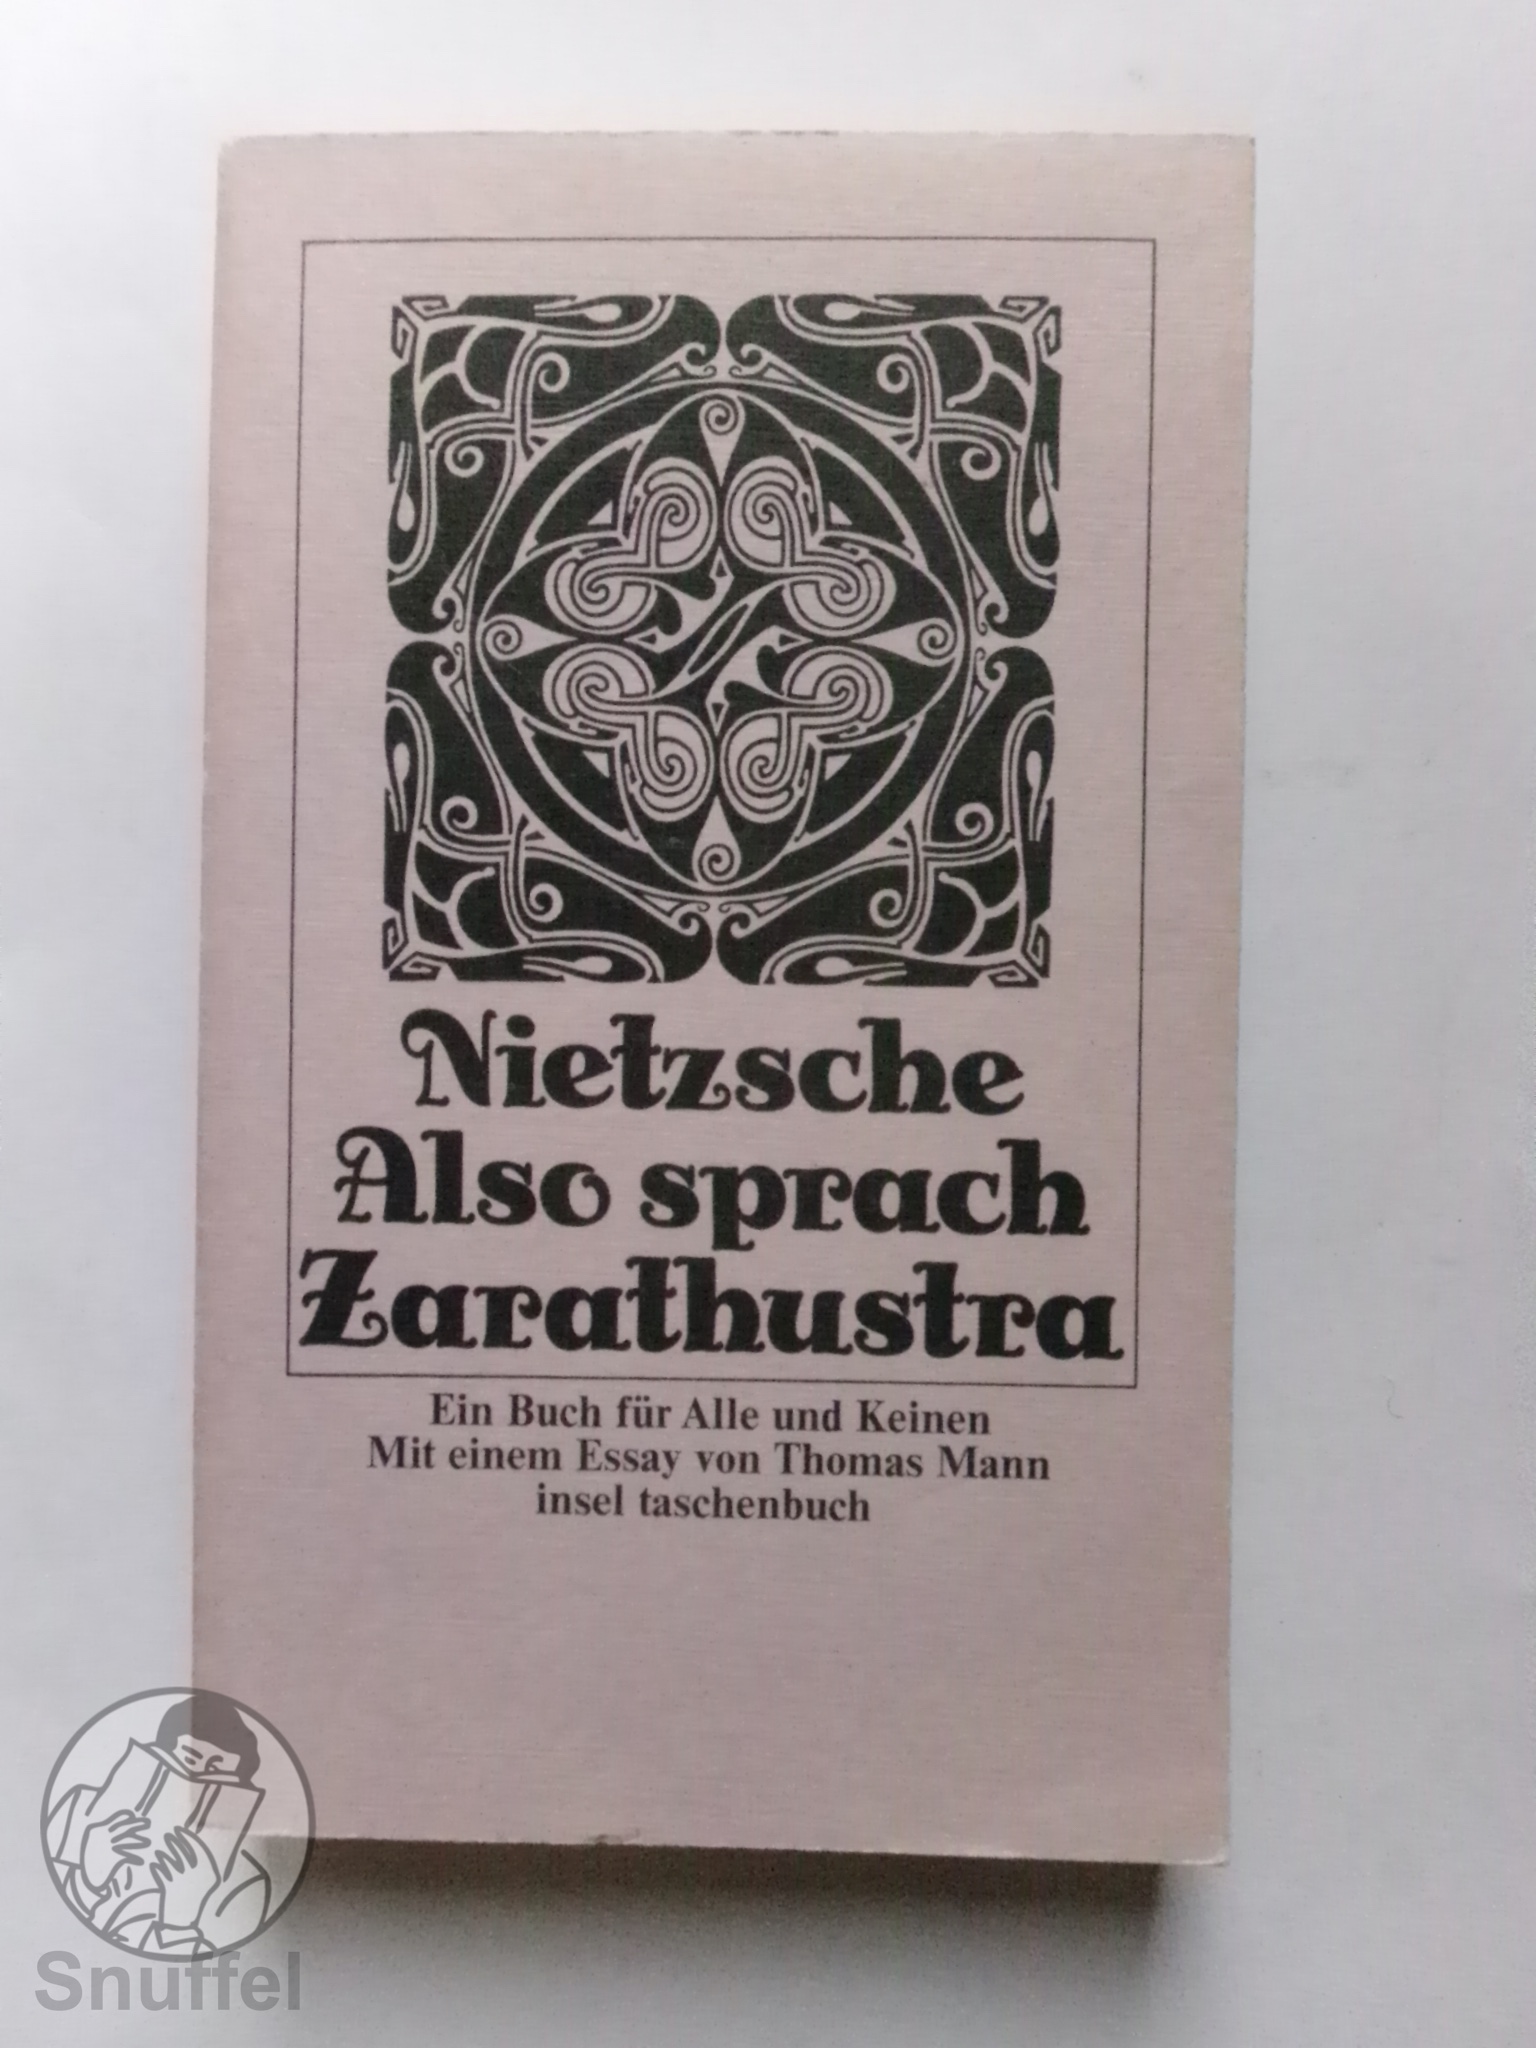 Nietzsche
Also sprach
Zarathustra
Ein Buch für Alle und Keinen
Mit einem Essay von Thomas Mann
insel taschenbuch
Snuffel